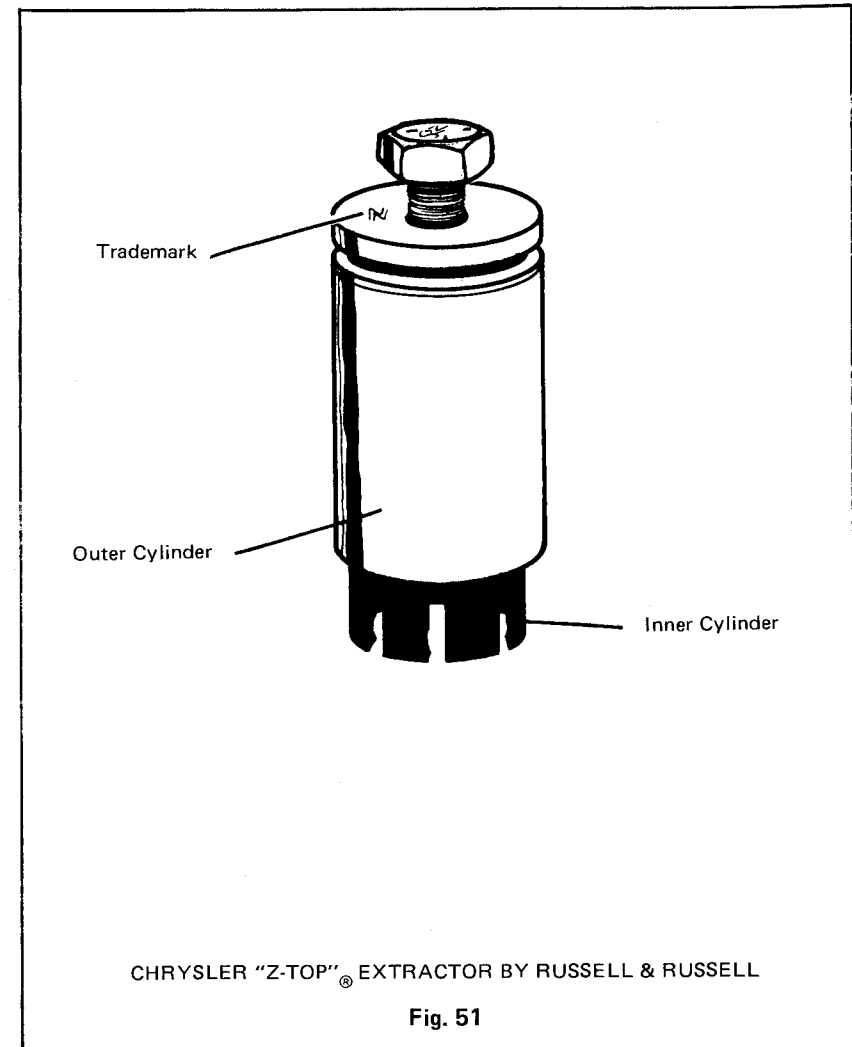 Trademark
Outer Cylinder
Inner Cylinder
CHRYSLER "Z-TOP"® EXTRACTOR BY RUSSELL & RUSSELL
Fig. 51